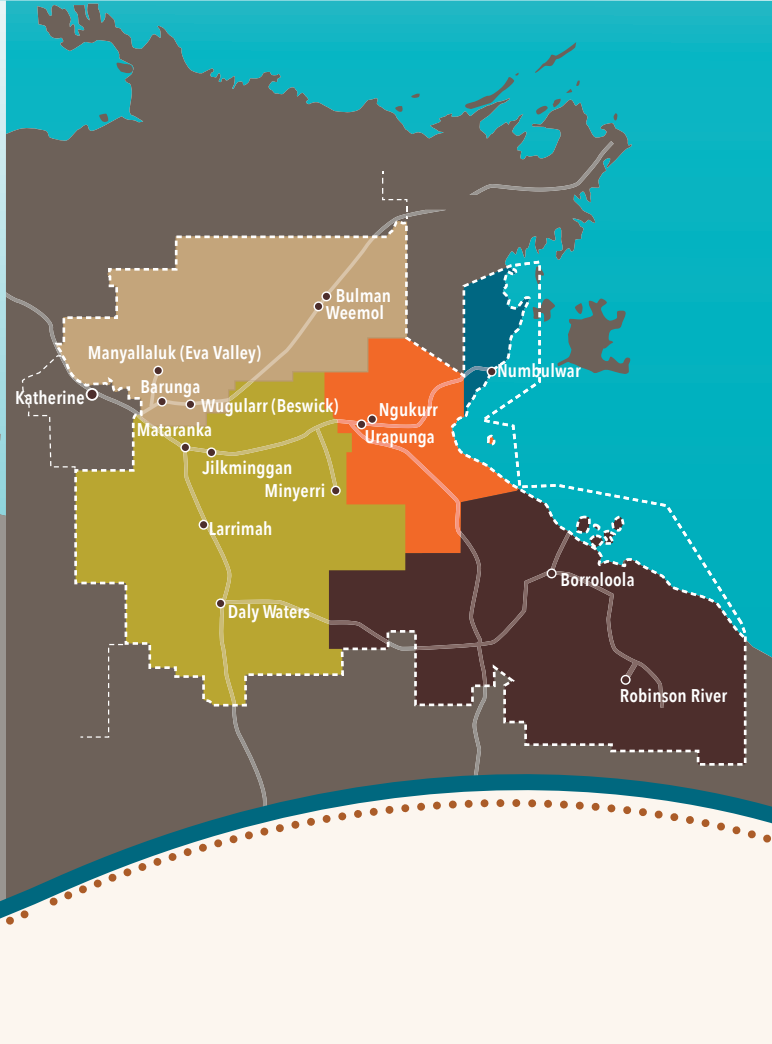 Bulman
Weemol
Manyallaluk (Eva Valley)
Barunga
Katherine
Wugularr (Beswick)
Numbulwar
Ngukurr
Mataranka
Urapunga
Jilkminggan
Minyerri
Larrimah
Borroloola
Daly Waters
Robinson River